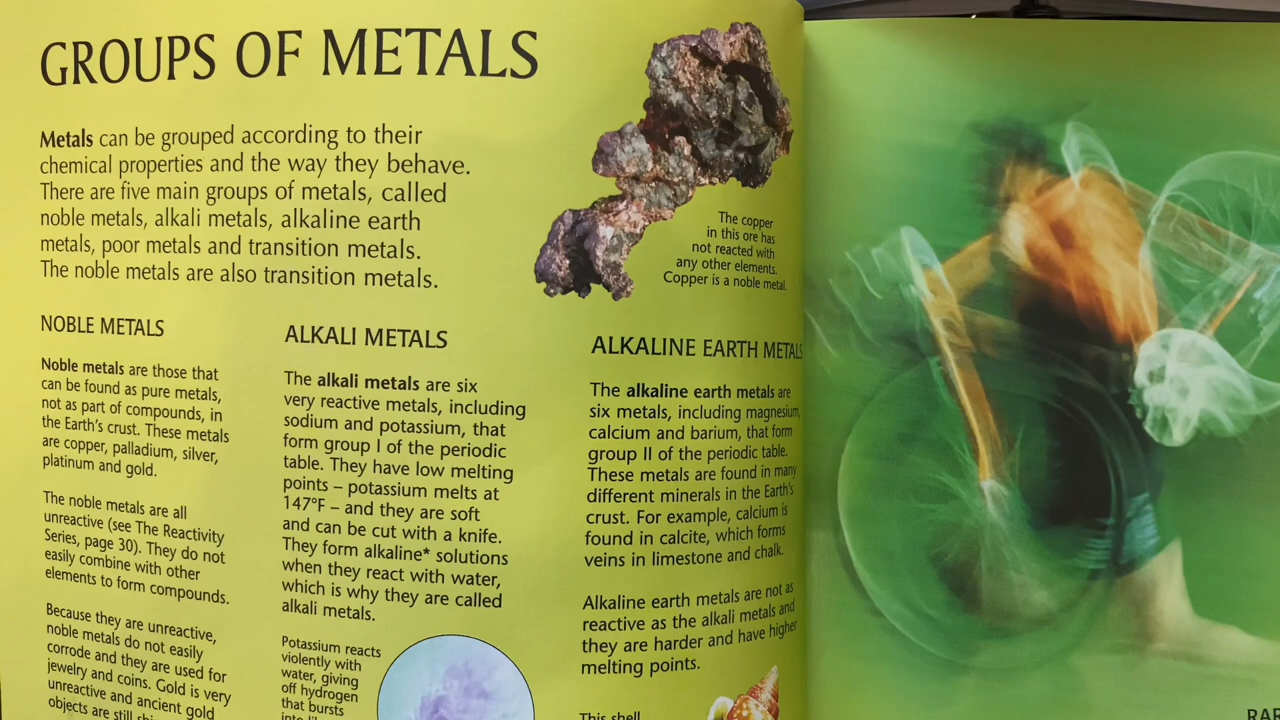 GROUPS OF METALS
Metals can be grouped according to their
chemical properties and the way they behave.
There are five main groups of metals, called
noble metals, alkali metals, alkaline earth
metals, poor metals and transition metals.
The noble metals are also transition metals.
The copper
in this ore has
not reacted with
any other elements.
Copper is a noble metal.
NOBLE METALS
Noble metals are those that
can be found as pure metals,
not as part of compounds, in
the Earth's crust. These metals
are copper, palladium, silver,
platinum and gold.
The noble metals are all
unreactive (see The Reactivity
Series, page 30). They do not
easily combine with other
elements to form compounds.
Because they are unreactive,
noble metals do not easily
corrode and they are used for
jewelry and coins. Gold is very
unreactive and ancient gold
objects are still
ALKALI METALS
The alkali metals are six
very reactive metals, including
sodium and potassium, that
form group I of the periodic
table. They have low melting
points – potassium melts at
147°F – and they are soft
and can be cut with a knife.
They form alkaline* solutions
when they react with water,
which is why they are called
alkali metals.
Potassium reacts
violently with
water, giving
off hydrogen
that bursts
ALKALINE EARTH METALS
The alkaline earth metals are
six metals, including magnesium,
calcium and barium, that form
group II of the periodic table.
These metals are found in many
different minerals in the Earth's
crust. For example, calcium is
found in calcite, which forms
veins in limestone and chalk.
Alkaline earth metals are not as
reactive as the alkali metals and
they are harder and have higher
melting points.
This shell